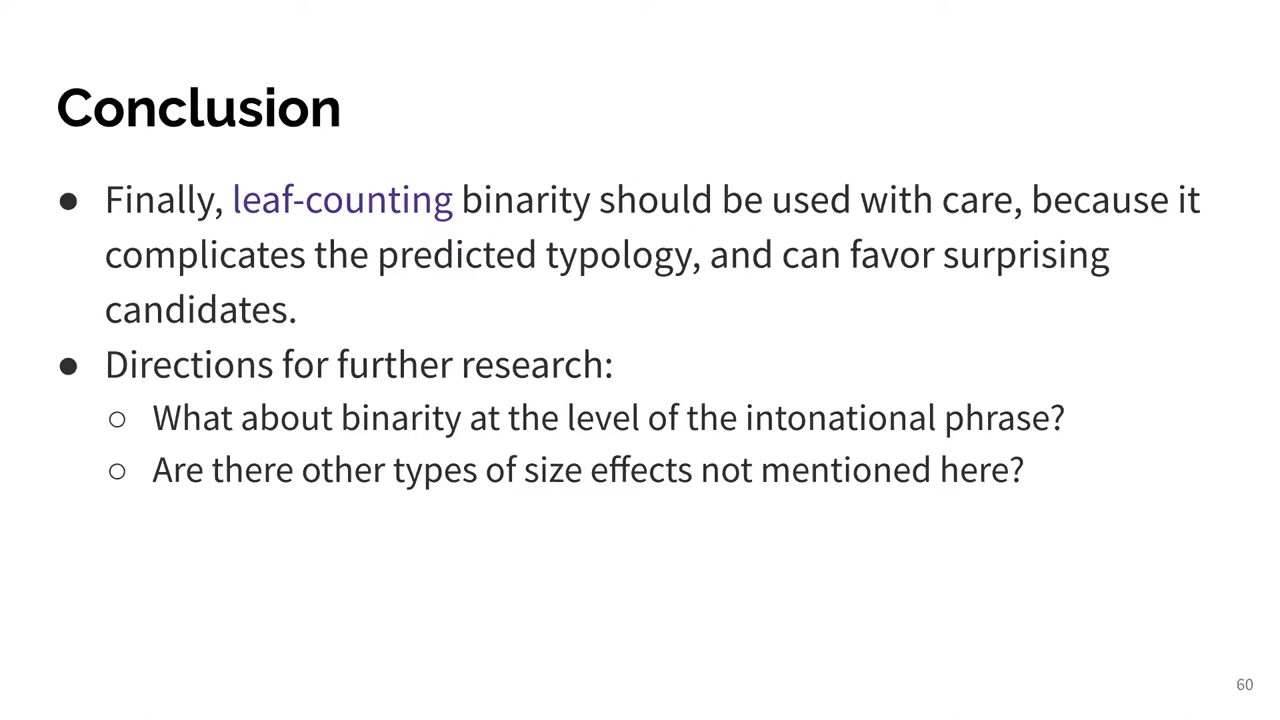 Conclusion
● Finally, leaf-counting binarity should be used with care, because it
complicates the predicted typology, and can favor surprising
candidates.
● Directions for further research:
○ What about binarity at the level of the intonational phrase?
○ Are there other types of size effects not mentioned here?
60